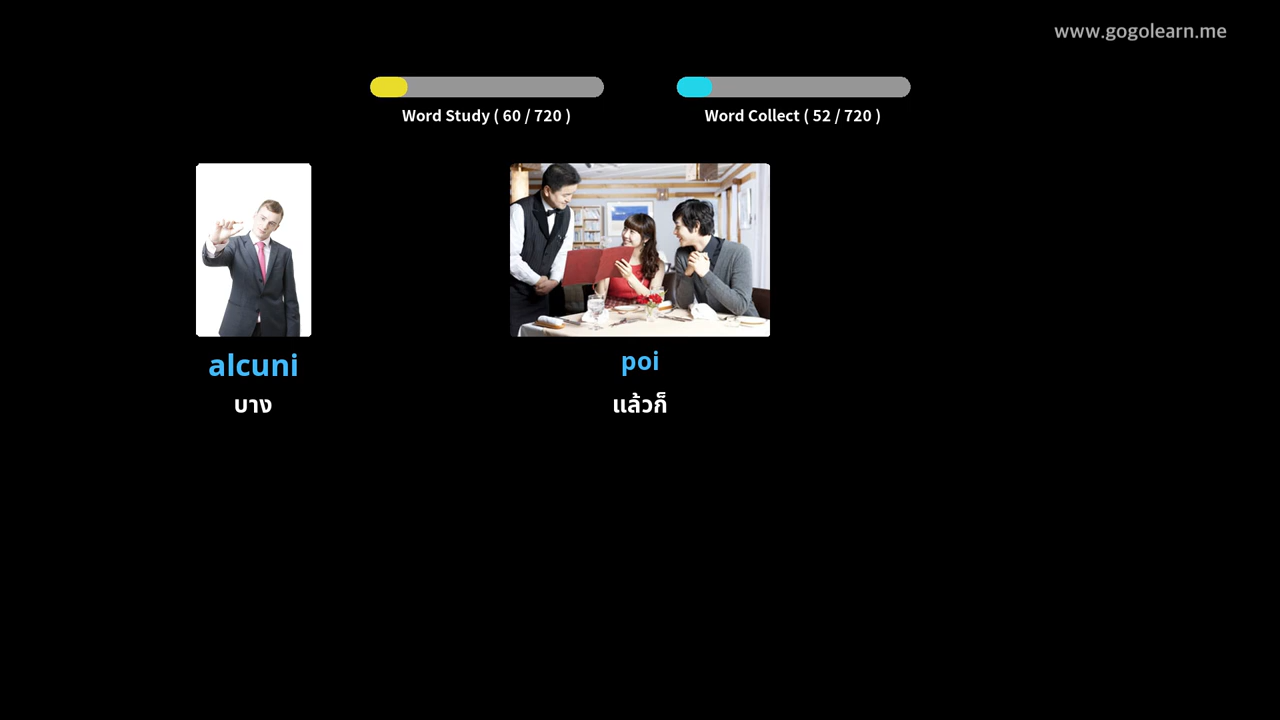 www.gogolearn.me
Word Study ( 60 / 720 )
Word Collect ( 52 / 720 )
alcuni
บาง
poi
แล้วก็